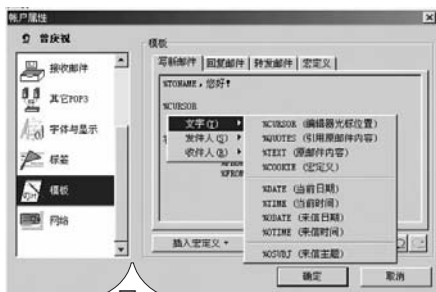 帐户属性
曾庆祝
接收邮件
其它POP3
字体与显示
标签
模板
网络
模板
写新邮件 回复邮件 转发邮件 宏定义
%TONAME，您好！
%CURSOR
文字(T)
发件人(S)
收件人(R)
%CURSOR (编辑器光标位置)
%QUOTES (引用原邮件内容)
%TEXT (原邮件内容)
%COOKIE (宏定义)
%DATE (当前日期)
%TIME (当前时间)
%ODATE (来信日期)
%OTIME (来信时间)
%OSUBJ (来信主题)
插入宏定义
确定 取消